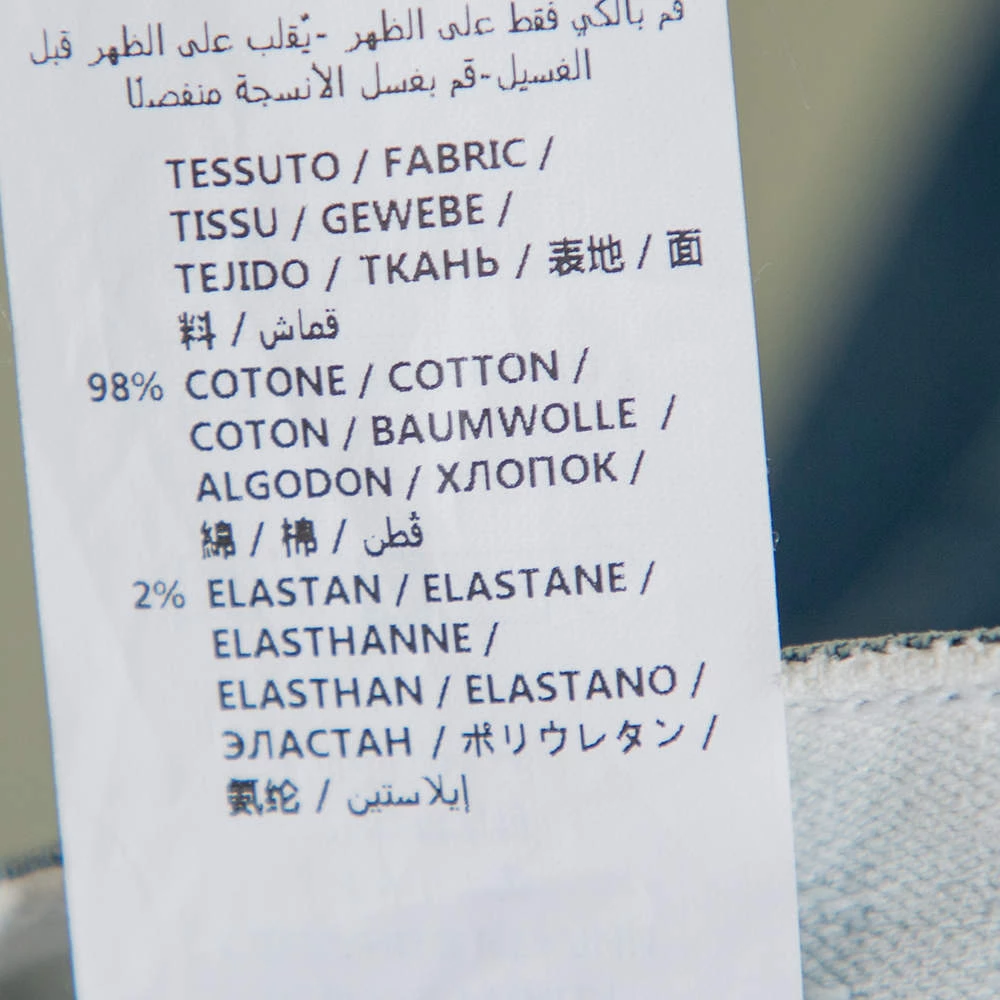 قم بالكي فقط على الظهر -يُقلب على الظهر قبل
الغسيل-قم بغسل الأنسجة منفصلًا
TESSUTO / FABRIC /
TISSU / GEWEBE /
TEJIDO / ТКАНЬ / 表地 / 面
料 / قماش
98% COTONE / COTTON /
COTON / BAUMWOLLE /
ALGODON / ХЛОПОК /
綿 / 棉 / قطن
2% ELASTAN / ELASTANE /
ELASTHANNE /
ELASTHAN / ELASTANO /
ЭЛАСТАН / ポリウレタン /
氨纶 / إيلاستين